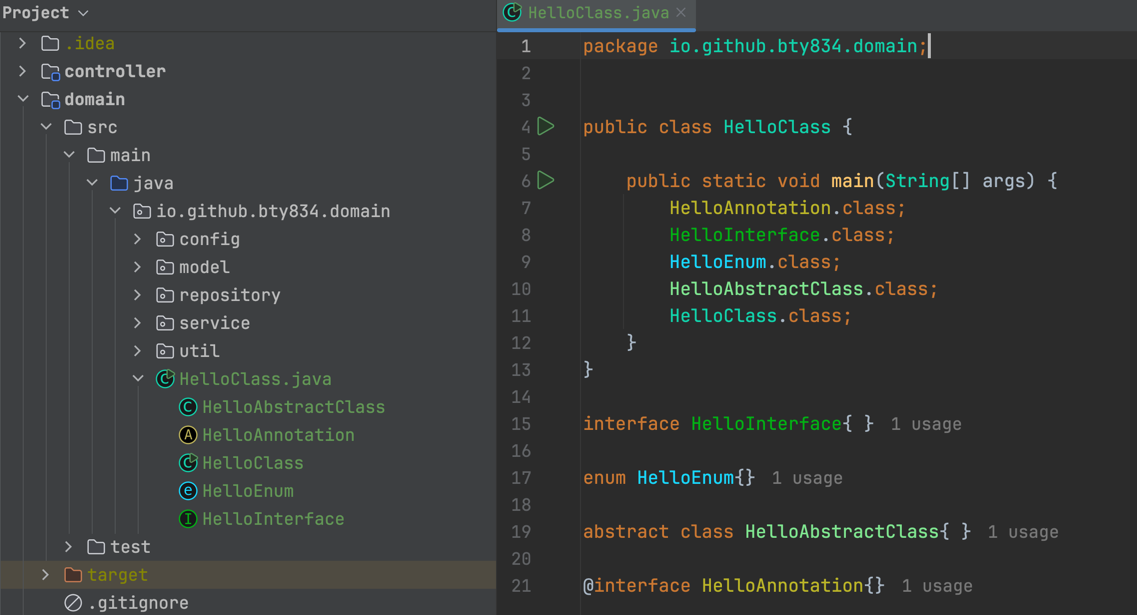 Project
.idea
controller
domain
src
main
java
io.github.bty834.domain
config
model
repository
service
util
HelloClass.java
HelloAbstractClass
HelloAnnotation
HelloClass
HelloEnum
HelloInterface
test
target
.gitignore
HelloClass.java
1 package io.github.bty834.domain;
2
3
4 public class HelloClass {
5
6 public static void main(String[] args) {
7 HelloAnnotation.class;
8 HelloInterface.class;
9 HelloEnum.class;
10 HelloAbstractClass.class;
11 HelloClass.class;
12 }
13 }
14
15 interface HelloInterface{ } 1 usage
16
17 enum HelloEnum{} 1 usage
18
19 abstract class HelloAbstractClass{ } 1 usage
20
21 @interface HelloAnnotation{} 1 usage